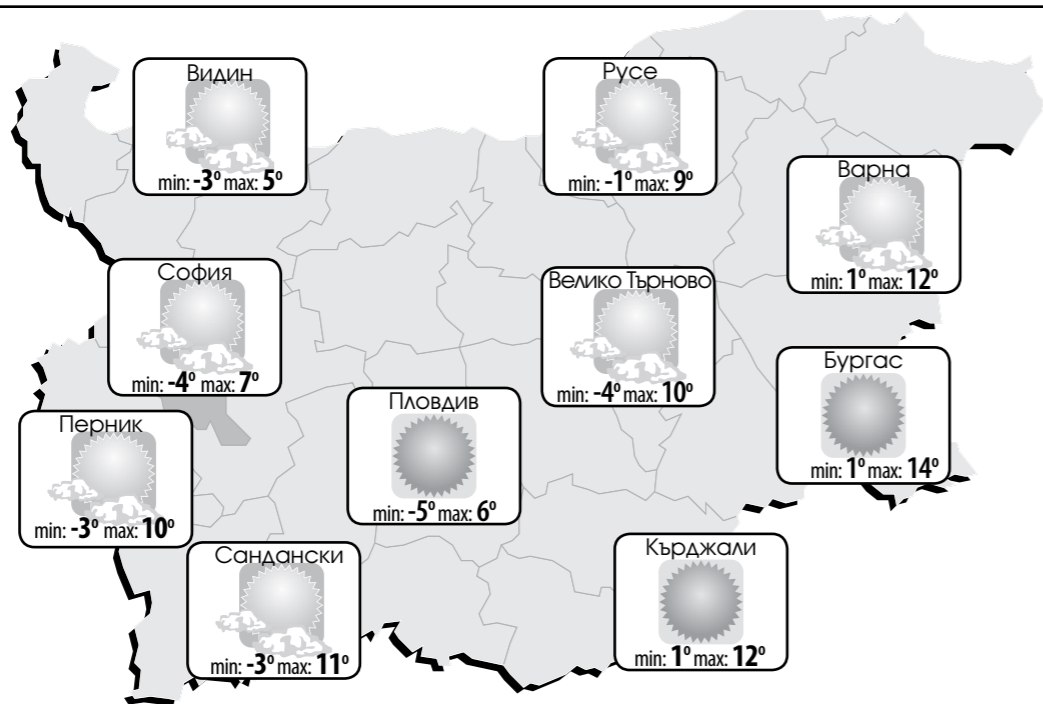 Видин
min: -3° max: 5°
Русе
min: -1° max: 9°
Варна
min: 1° max: 12°
София
min: -4° max: 7°
Велико Търново
min: -4° max: 10°
Бургас
min: 1° max: 14°
Пловдив
min: -5° max: 6°
Перник
min: -3° max: 10°
Сандански
min: -3° max: 11°
Кърджали
min: 1° max: 12°